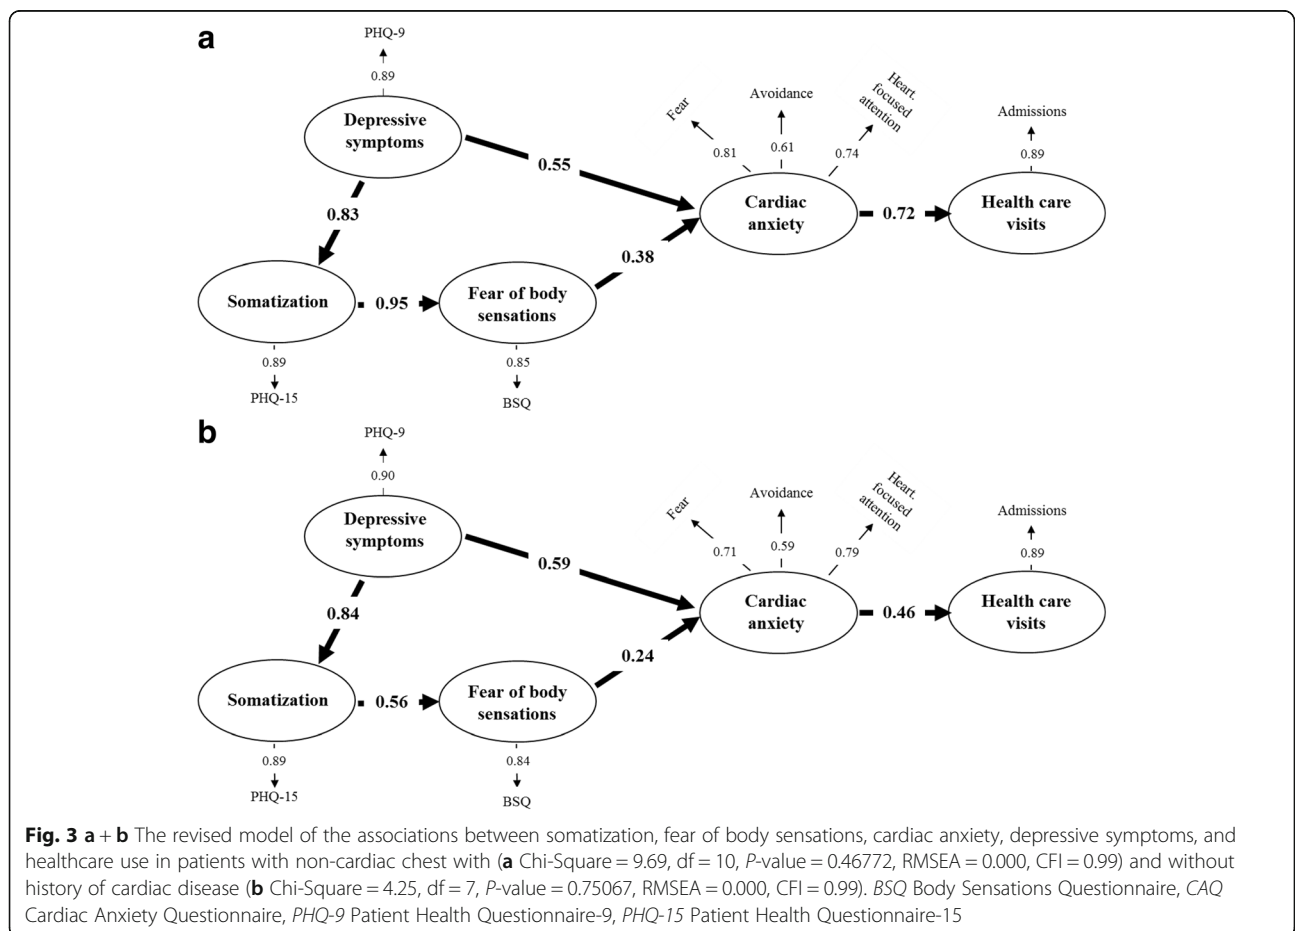 a
PHQ-9
0.89
Depressive
symptoms
0.55
0.83
Somatization
0.95
Fear of body
sensations
0.38
0.89
PHQ-15
0.85
BSQ
Fear
Avoidance
Heart.
focused
attention
0.81
0.61
0.74
Cardiac
anxiety
0.72
Admissions
0.89
Health care
visits
b
PHQ-9
0.90
Depressive
symptoms
0.59
0.84
Somatization
0.56
Fear of body
sensations
0.24
0.89
PHQ-15
0.84
BSQ
Fear
Avoidance
Heart.
focused
attention
0.71
0.59
0.79
Cardiac
anxiety
0.46
Admissions
0.89
Health care
visits
Fig. 3 a + b The revised model of the associations between somatization, fear of body sensations, cardiac anxiety, depressive symptoms, and
healthcare use in patients with non-cardiac chest with (a Chi-Square = 9.69, df = 10, P-value = 0.46772, RMSEA = 0.000, CFI = 0.99) and without
history of cardiac disease (b Chi-Square = 4.25, df = 7, P-value = 0.75067, RMSEA = 0.000, CFI = 0.99). BSQ Body Sensations Questionnaire, CAQ
Cardiac Anxiety Questionnaire, PHQ-9 Patient Health Questionnaire-9, PHQ-15 Patient Health Questionnaire-15